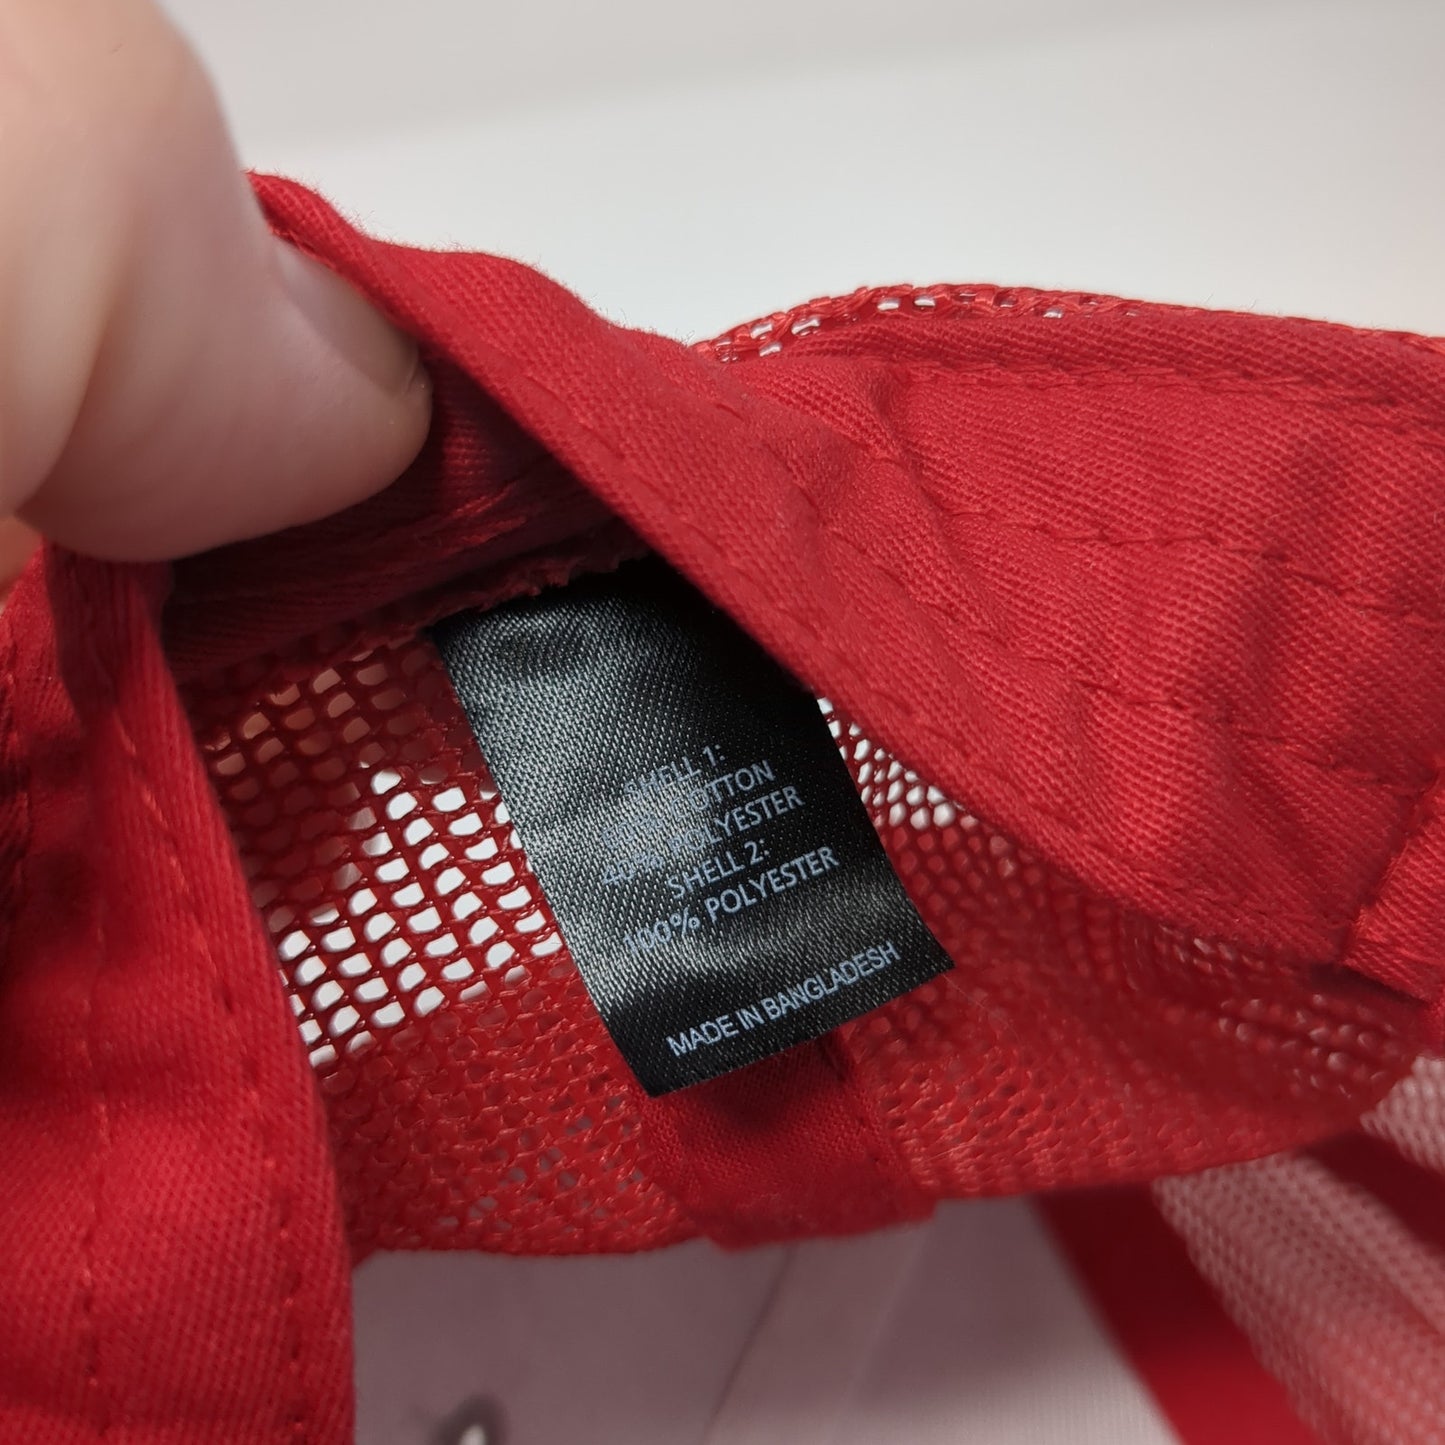 SHELL 1:
COTTON
POLYESTER
SHELL 2:
100% POLYESTER
MADE IN BANGLADESH